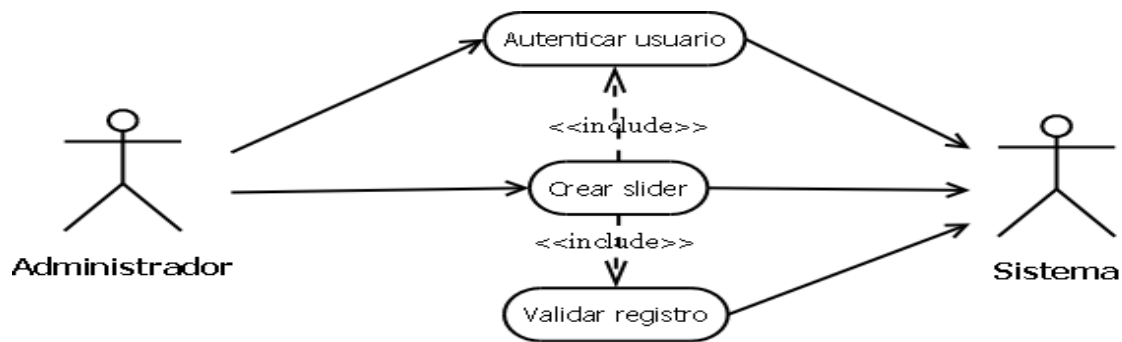 Autenticar usuario
<<include>>
Crear slider
<<include>>
Administrador
Sistema
Validar registro